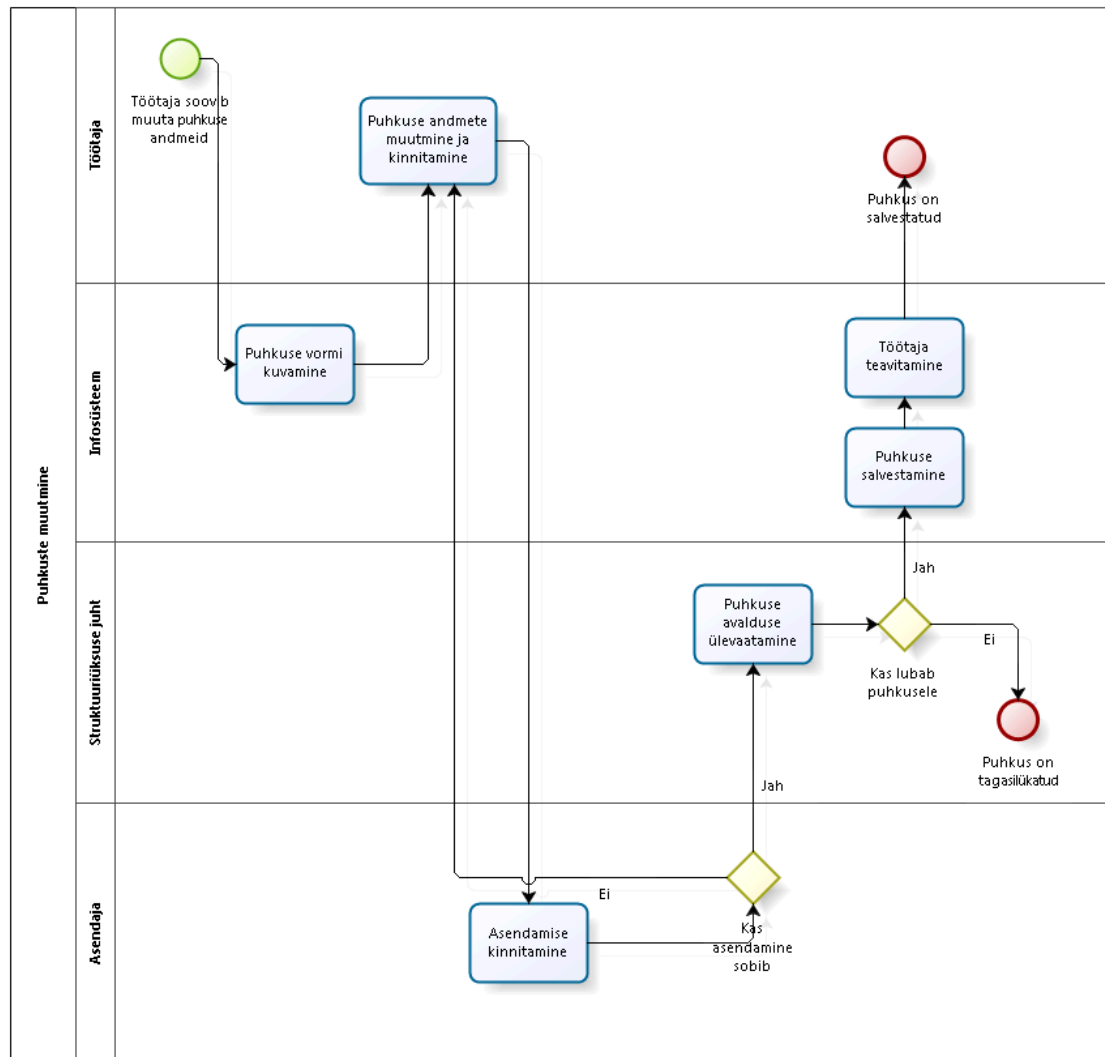 Puhkuste muutmine
Töötaja
Töötaja soovib
muuta puhkuse
andmeid
Puhkuse andmete
muutmine ja
kinnitamine
Puhkus on
salvestatud
Infosüsteem
Puhkuse vormi
kuvamine
Töötaja
teavitamine
Puhkuse
salvestamine
Struktuuriüksuse juht
Puhkuse
avalduse
ülevaatamine
Jah
Kas lubab
puhkusele
Ei
Puhkus on
tagasilükatud
Jah
Asendaja
Asendamise
kinnitamine
Ei
Kas
asendamine
sobib